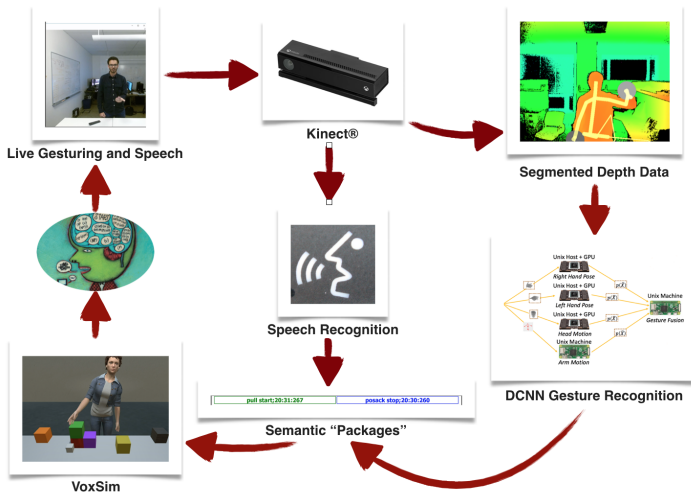 Live Gesturing and Speech
Kinect®
Segmented Depth Data
Speech Recognition
Unix Host + GPU
Right Hand Pose
Unix Host + GPU
Left Hand Pose
Unix Host + GPU
Head Motion
Unix Machine
Arm Motion
Unix Machine
Gesture Fusion
DCNN Gesture Recognition
pull start;20:31:267
posack stop;20:30:260
Semantic “Packages”
VoxSim